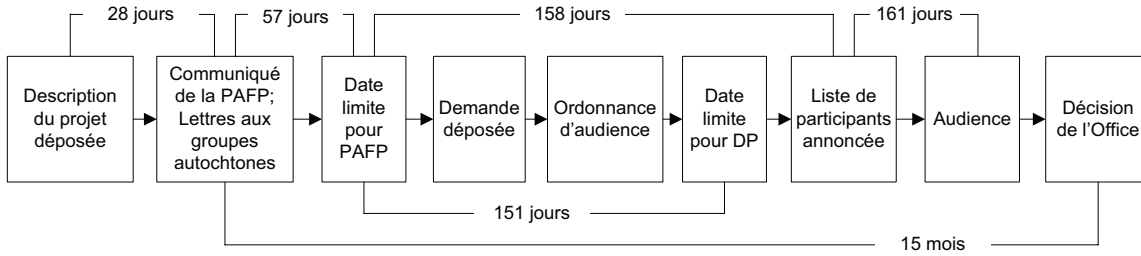 28 jours
57 jours
158 jours
161 jours
Description
du projet
déposée
Communiqué
de la PAFP;
Lettres aux
groupes
autochtones
Date
limite
pour
PAFP
Demande
déposée
Ordonnance
d'audience
Date
limite
pour DP
Liste de
participants
annoncée
Audience
Décision
de l'Office
151 jours
15 mois